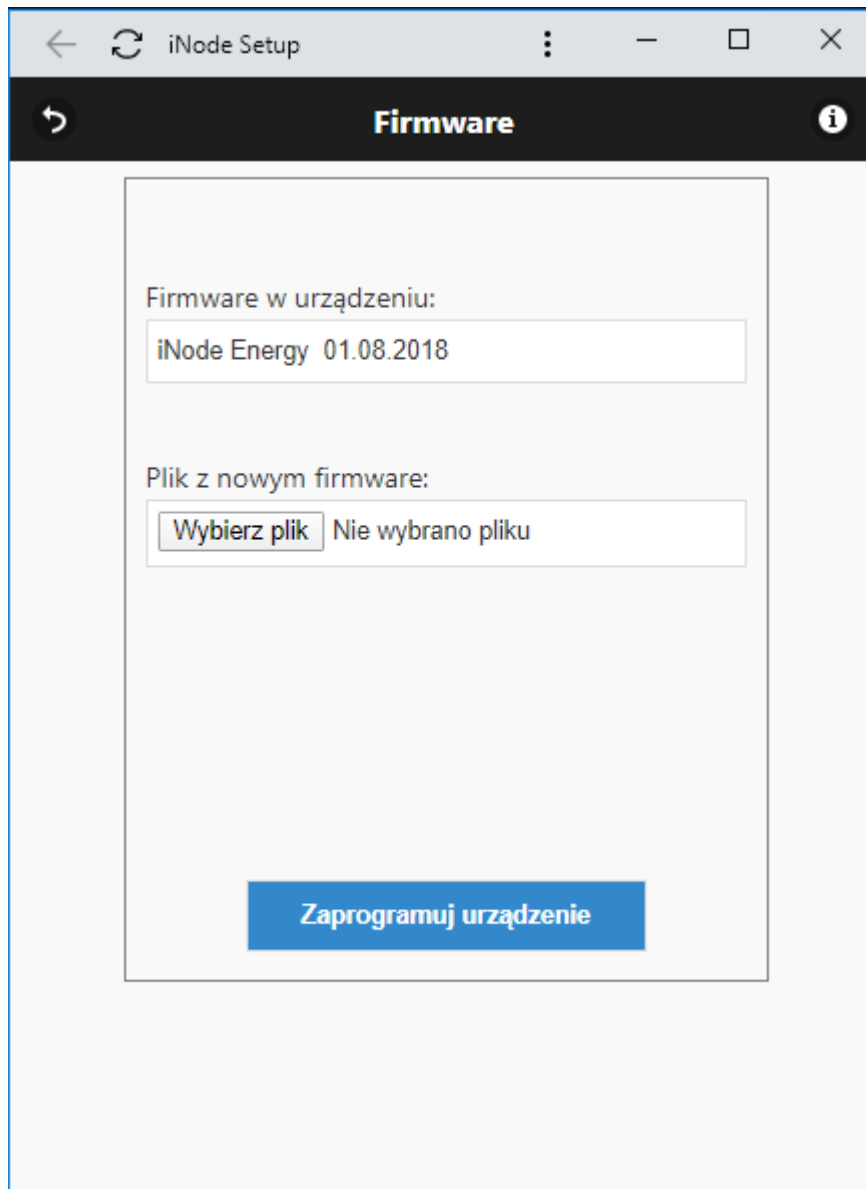 iNode Setup
Firmware
Firmware w urządzeniu:
iNode Energy 01.08.2018
Plik z nowym firmware:
Wybierz plik Nie wybrano pliku
Zaprogramuj urządzenie